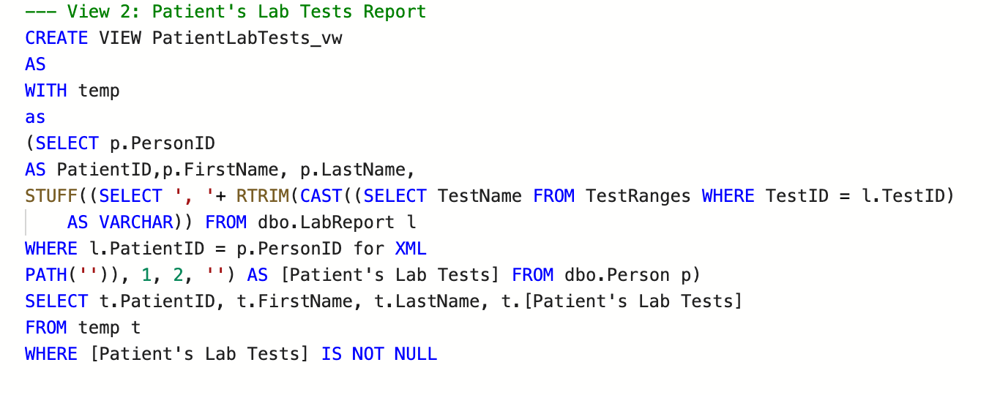 --- View 2: Patient's Lab Tests Report
CREATE VIEW PatientLabTests_vw
AS
WITH temp
as
(SELECT p.PersonID
AS PatientID,p.FirstName, p.LastName,
STUFF((SELECT ', '+ RTRIM(CAST((SELECT TestName FROM TestRanges WHERE TestID = l.TestID)
    AS VARCHAR)) FROM dbo.LabReport l
WHERE l.PatientID = p.PersonID for XML
PATH('')), 1, 2, '') AS [Patient's Lab Tests] FROM dbo.Person p)
SELECT t.PatientID, t.FirstName, t.LastName, t.[Patient's Lab Tests]
FROM temp t
WHERE [Patient's Lab Tests] IS NOT NULL